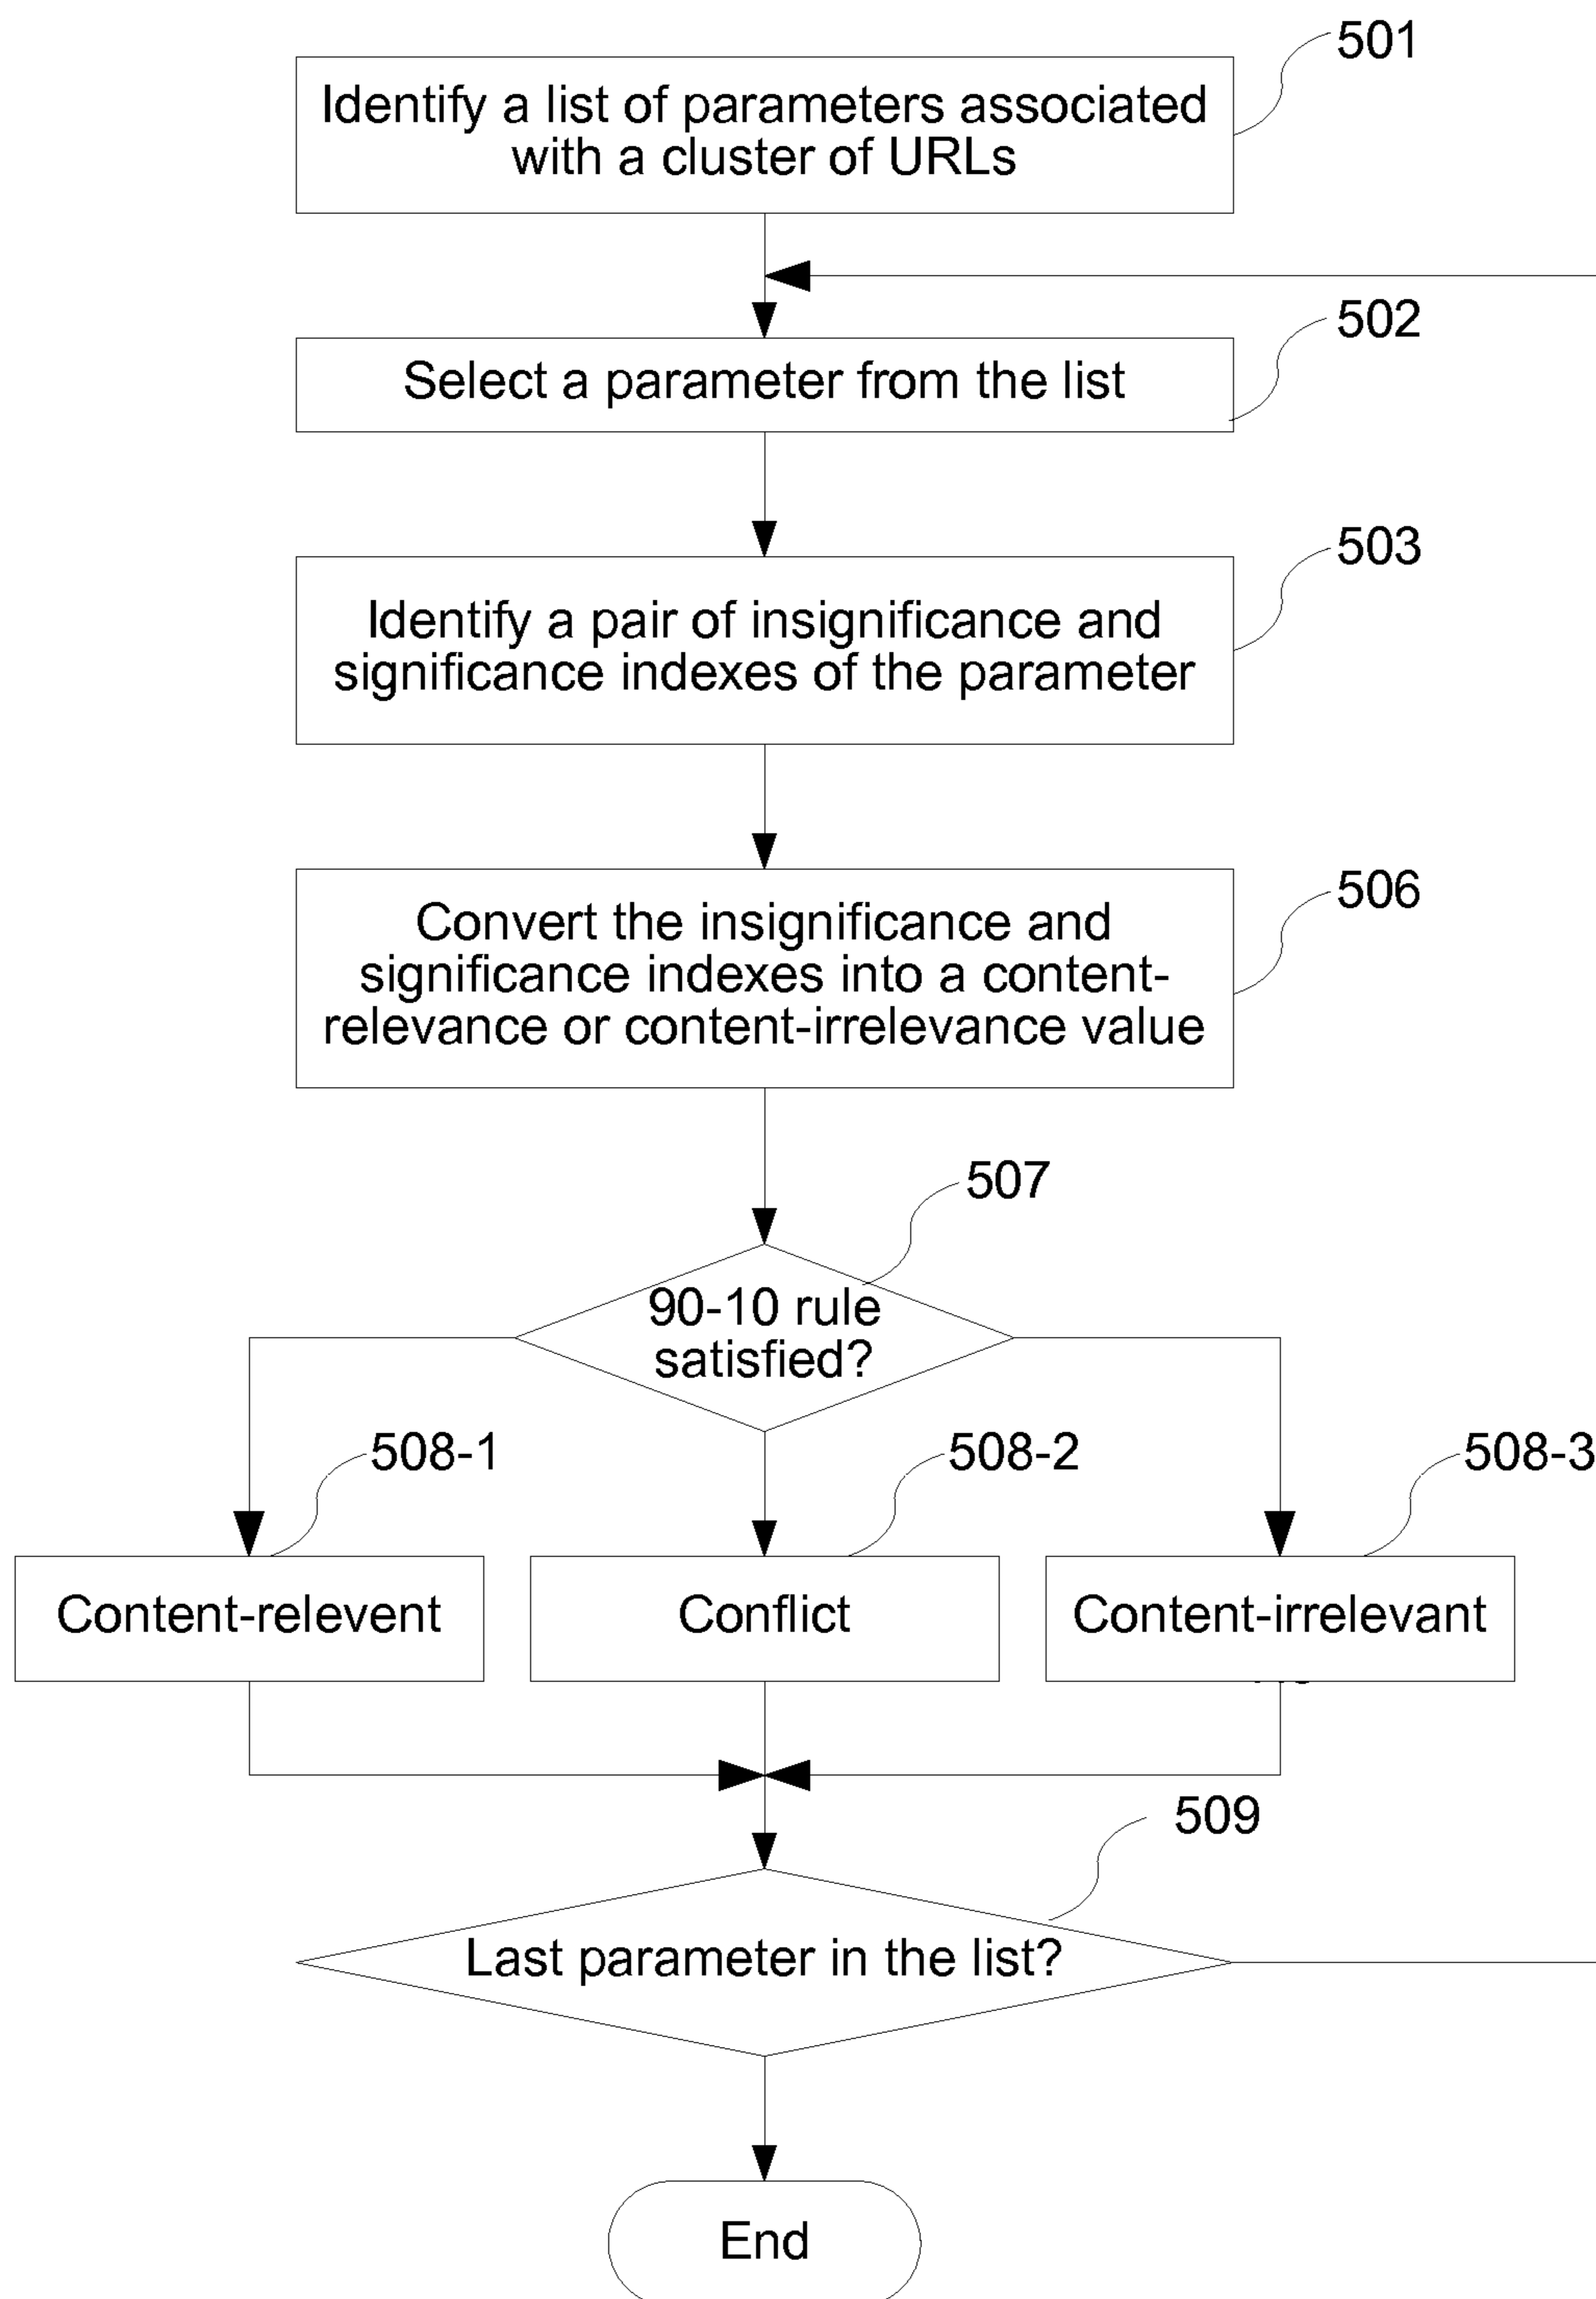 501
Identify a list of parameters associated
with a cluster of URLs
502
Select a parameter from the list
503
Identify a pair of insignificance and
significance indexes of the parameter
506
Convert the insignificance and
significance indexes into a content-
relevance or content-irrelevance value
507
90-10 rule
satisfied?
508-1
508-2
508-3
Content-relevent
Conflict
Content-irrelevant
509
Last parameter in the list?
End